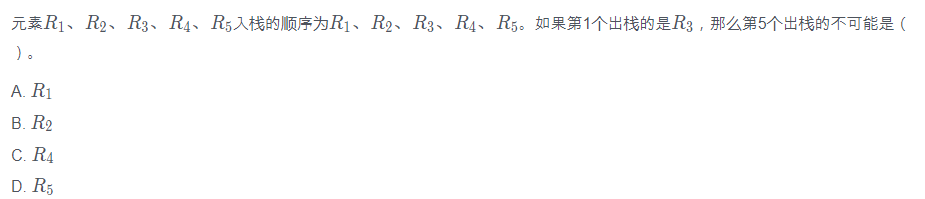 元素R₁、R₂、R₃、R₄、R₅入栈的顺序为R₁、R₂、R₃、R₄、R₅。如果第1个出栈的是R₃，那么第5个出栈的不可能是（
）。
A. R₁
B. R₂
C. R₄
D. R₅